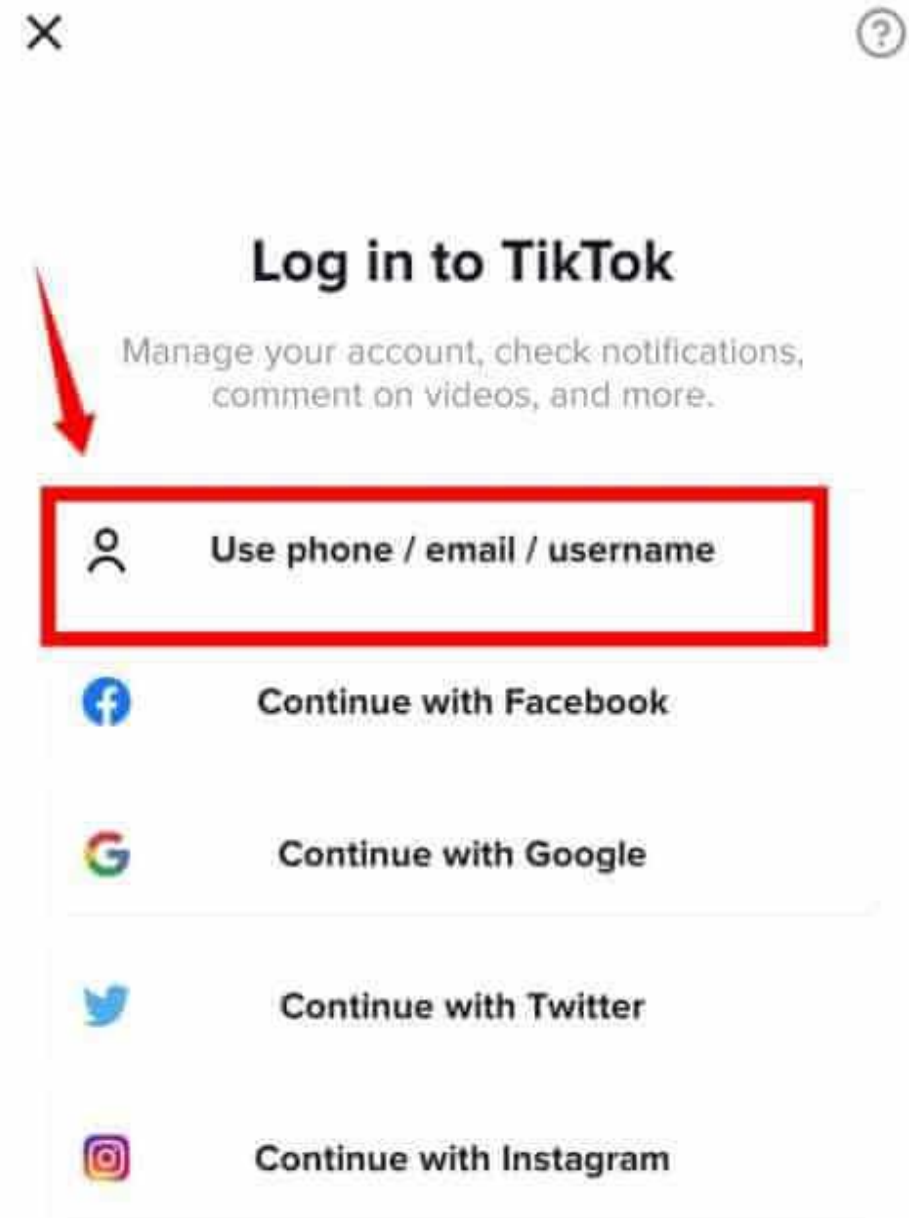 Log in to TikTok
Manage your account, check notifications,
comment on videos, and more.
Use phone / email / username
Continue with Facebook
Continue with Google
Continue with Twitter
Continue with Instagram